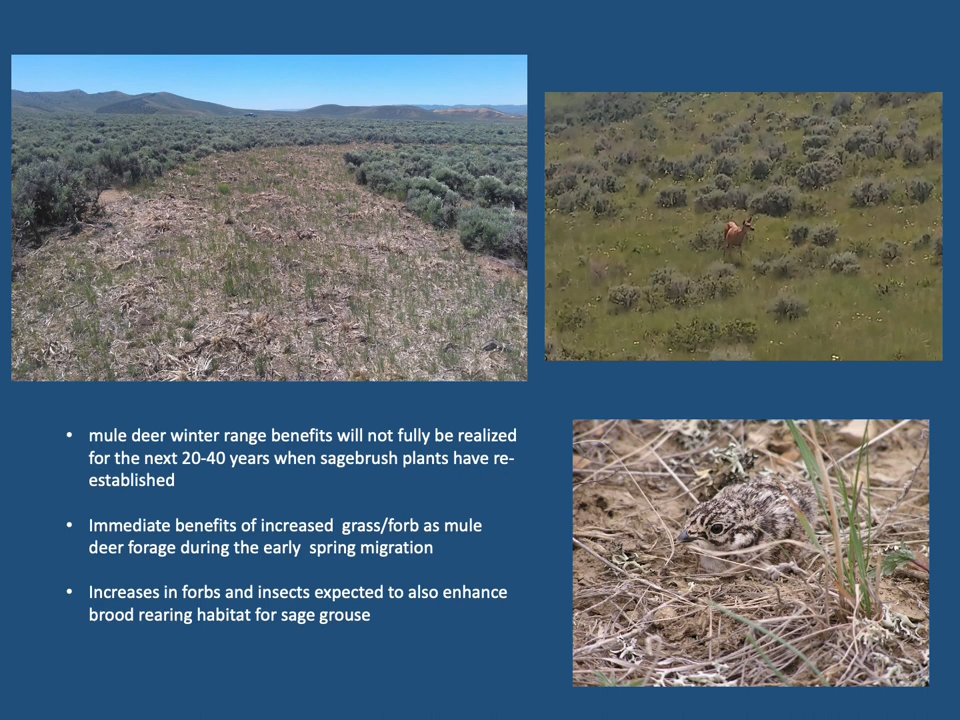 • mule deer winter range benefits will not fully be realized
for the next 20-40 years when sagebrush plants have re-
established
• Immediate benefits of increased  grass/forb as mule
deer forage during the early  spring migration
• Increases in forbs and insects expected to also enhance
brood rearing habitat for sage grouse